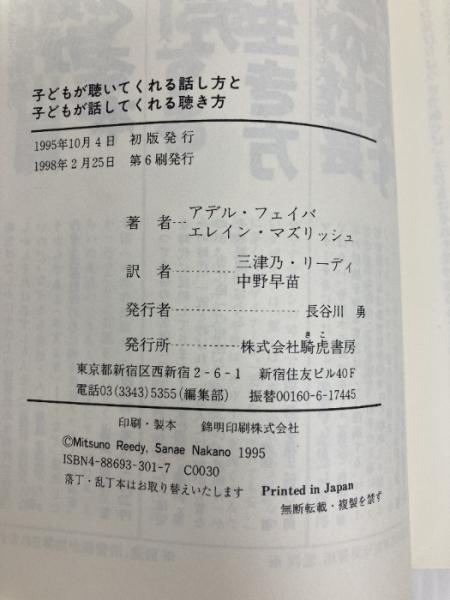 子どもが聴いてくれる話し方と
子どもが話してくれる聴き方
1995年10月4日 初版発行
1998年2月25日 第6刷発行
著 者 アデル・フェイバ
エレイン・マズリッシュ
訳 者 三津乃・リーディ
中野早苗
発行者 長谷川 勇
きこ
発行所 株式会社騎虎書房
東京都新宿区西新宿2-6-1 新宿住友ビル40F
電話03(3343)5355(編集部) 振替00160-6-17445
印刷・製本 錦明印刷株式会社
©Mitsuno Reedy, Sanae Nakano 1995
ISBN4-88693-301-7 C0030
落丁・乱丁本はお取り替えいたします Printed in Japan
無断転載・複製を禁ず